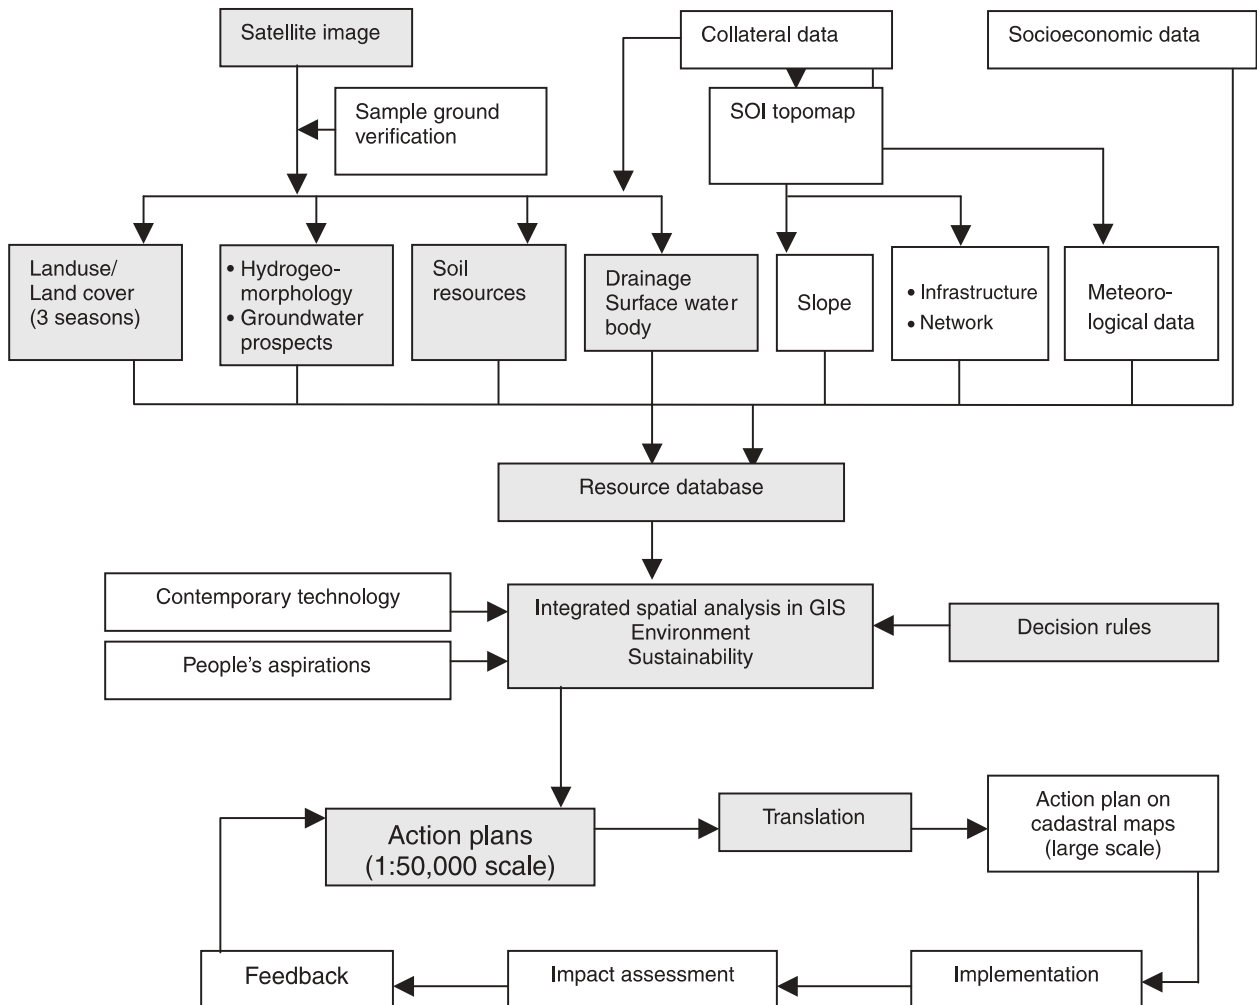 Satellite image
Collateral data
Socioeconomic data
Sample ground
verification
SOI topomap
Landuse/
Land cover
(3 seasons)
• Hydrogeo-
morphology
• Groundwater
prospects
Soil
resources
Drainage
Surface water
body
Slope
• Infrastructure
• Network
Meteoro-
logical data
Resource database
Contemporary technology
People's aspirations
Integrated spatial analysis in GIS
Environment
Sustainability
Decision rules
Action plans
(1:50,000 scale)
Translation
Action plan on
cadastral maps
(large scale)
Feedback
Impact assessment
Implementation